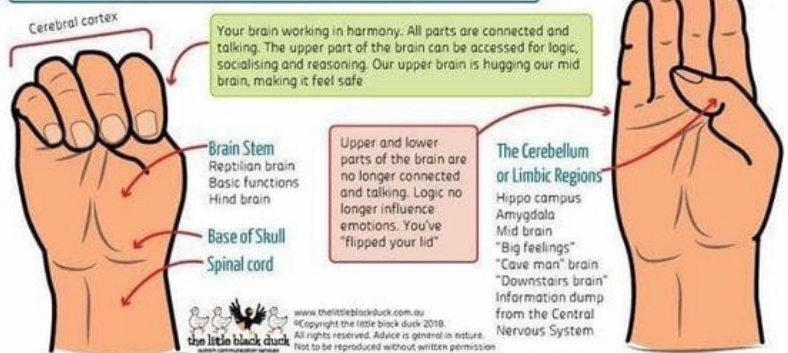 Cerebral cortex
Your brain working in harmony. All parts are connected and
talking. The upper part of the brain can be accessed for logic,
socialising and reasoning. Our upper brain is hugging our mid
brain, making it feel safe
Brain Stem
Reptilian brain
Basic functions
Hind brain
Base of Skull
Spinal cord
Upper and lower
parts of the brain are
no longer connected
and talking. Logic no
longer influence
emotions. You've
"flipped your lid"
The Cerebellum
or Limbic Regions
Hippo campus
Amygdala
Mid brain
"Big feelings"
"Cave man" brain
"Downstairs brain"
Information dump
from the Central
Nervous System
the little black duck
autism communication services
www.thelittleblackduck.com.au
©Copyright the little black duck 2018.
All rights reserved. Advice is general in nature.
Not to be reproduced without written permission